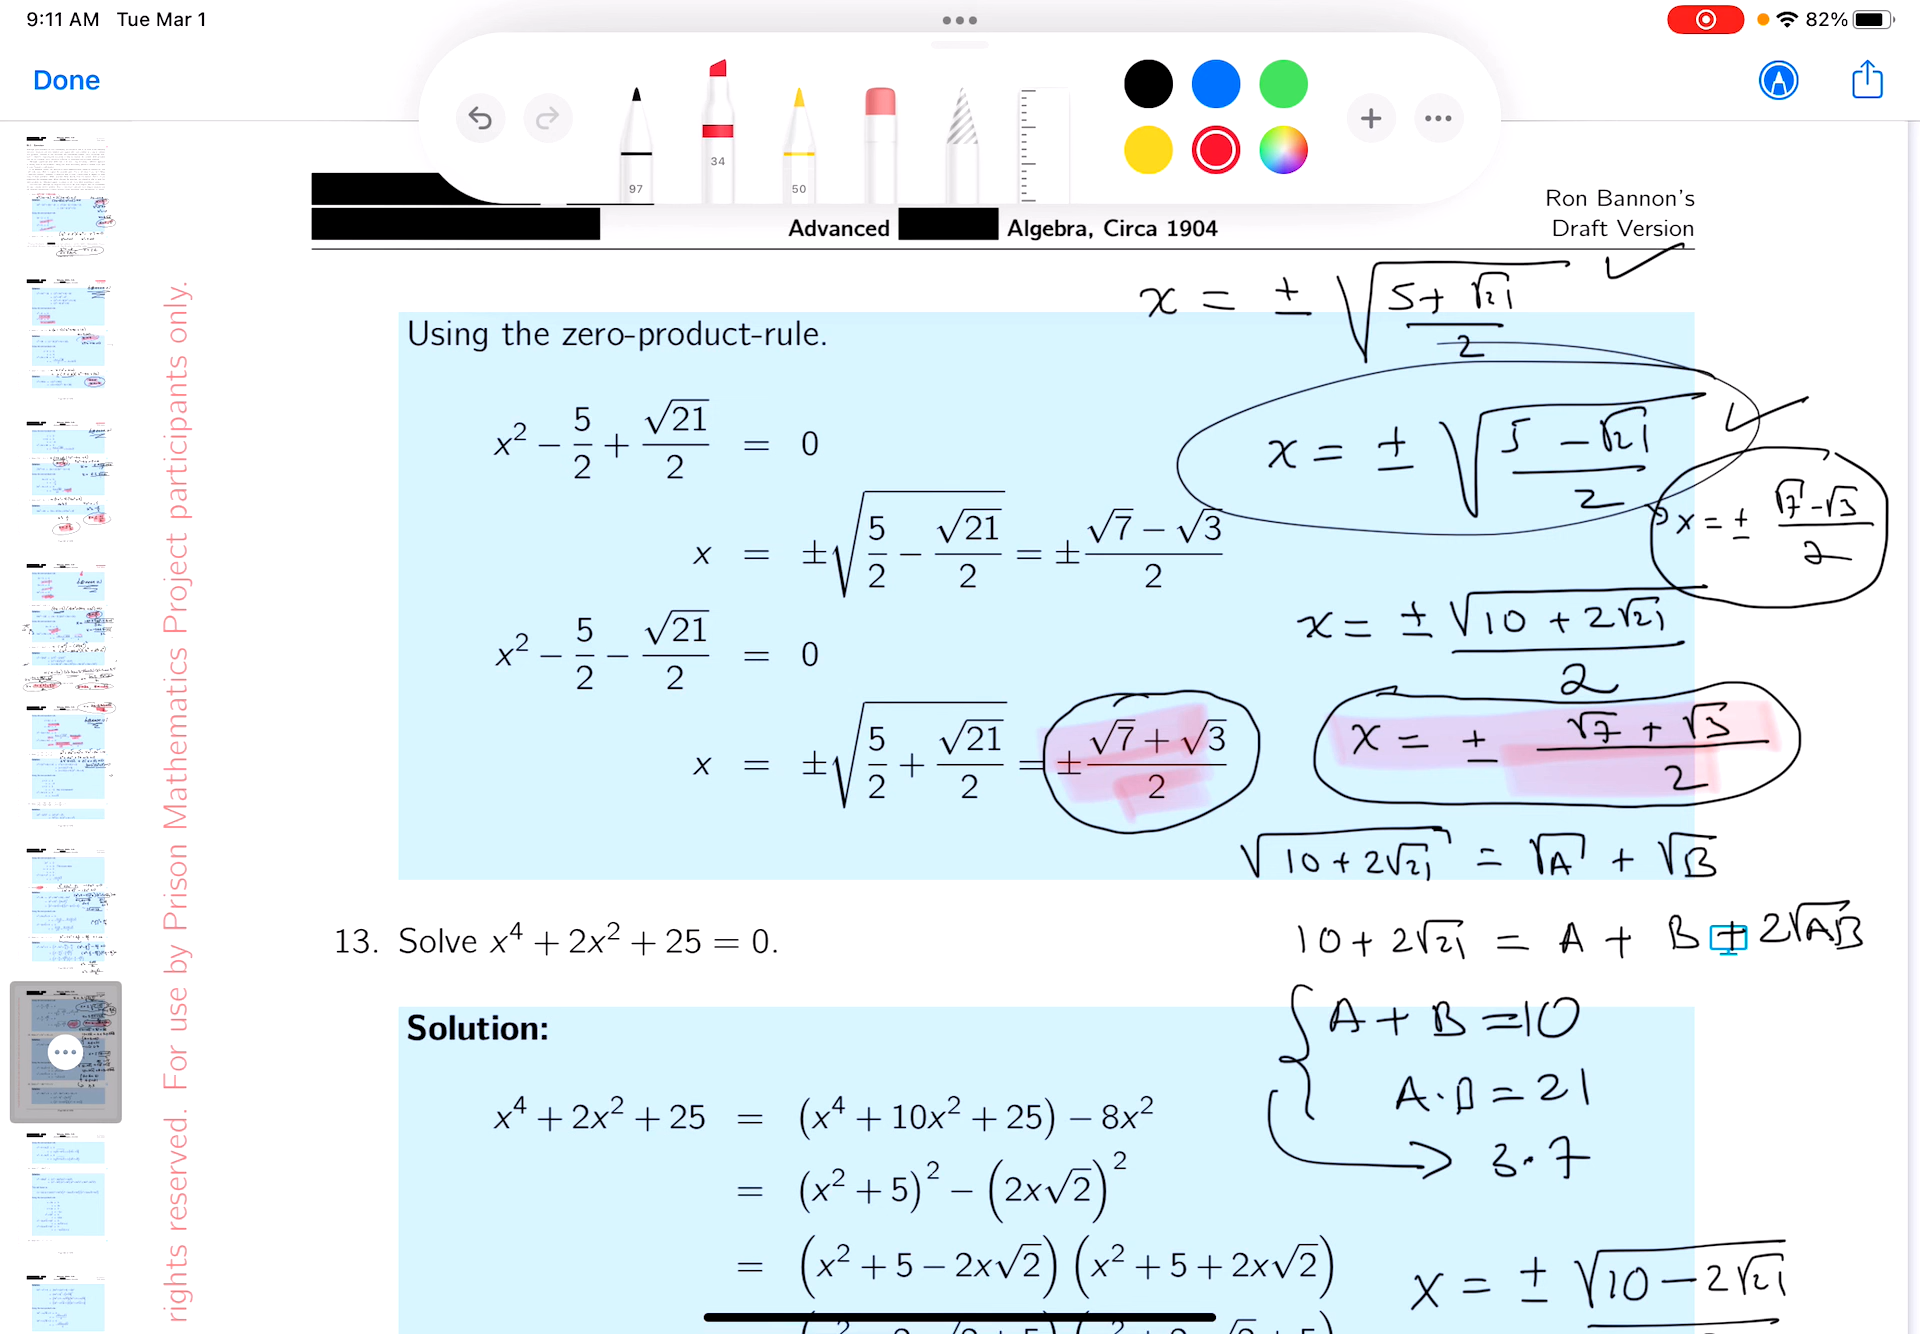 9:11 AM Tue Mar 1
82%
Done
97
34
50
Advanced Algebra, Circa 1904
Ron Bannon's
Draft Version
rights reserved. For use by Prison Mathematics Project participants only.
x = ± √((5 + √21)/2) ✓
Using the zero-product-rule.
x² − 5/2 + √21/2 = 0
x = ± √((5 − √21)/2) ✓
x = ±√(5/2 − √21/2) = ± (√7 − √3)/2
x = ± (√7 − √3)/2
x² − 5/2 − √21/2 = 0
x = ± √(10 + 2√21)/2
x = ±√(5/2 + √21/2) = ± (√7 + √3)/2
x = ± (√7 + √3)/2
√(10 + 2√21) = √A + √B
13. Solve x⁴ + 2x² + 25 = 0.
10 + 2√21 = A + B + 2√AB
Solution:
A + B = 10
A · B = 21
x⁴ + 2x² + 25 = (x⁴ + 10x² + 25) − 8x²
3 · 7
= (x² + 5)² − (2x√2)²
= (x² + 5 − 2x√2) (x² + 5 + 2x√2)
x = ± √(10 − 2√21)